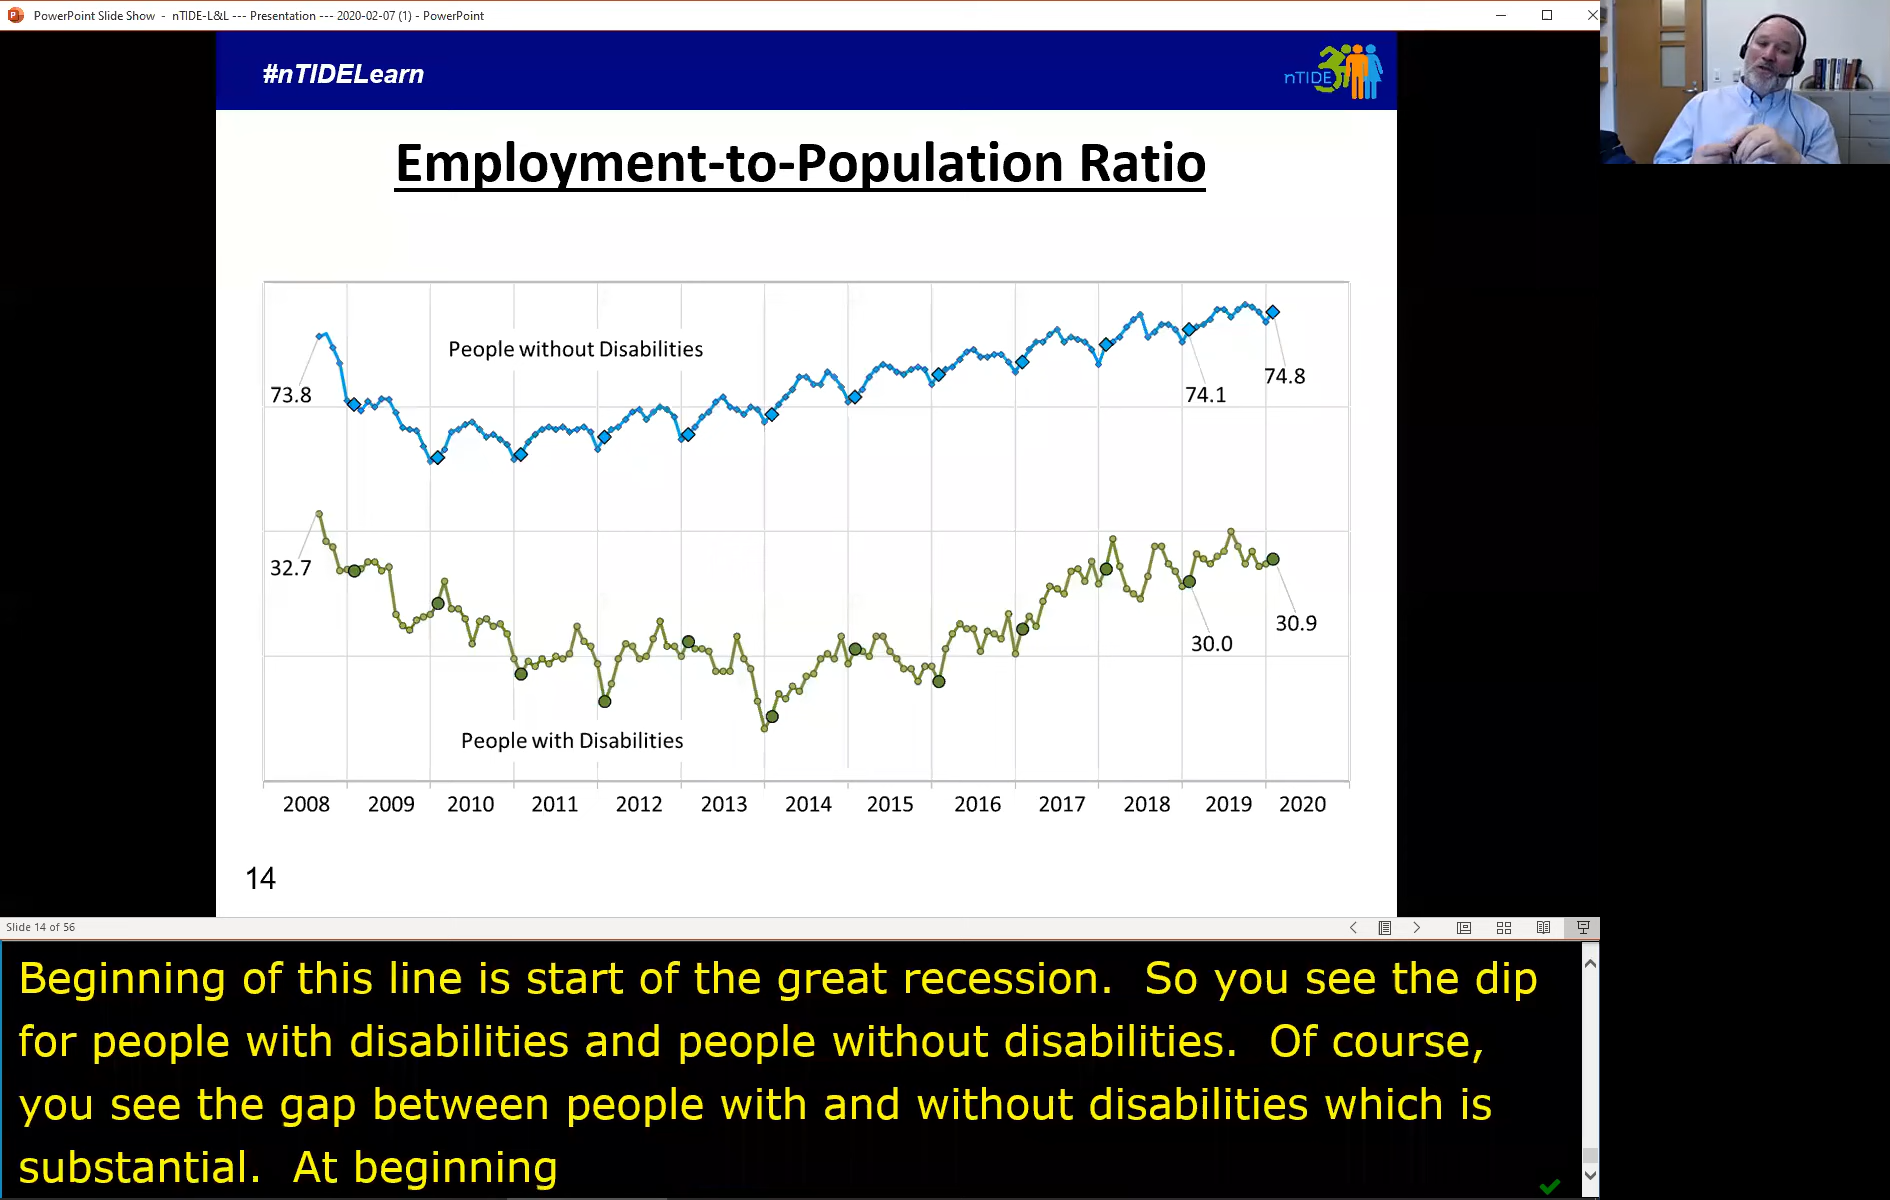 PowerPoint Slide Show - nTIDE-L&L --- Presentation --- 2020-02-07 (1) - PowerPoint
#nTIDELearn
nTIDE
Employment-to-Population Ratio
People without Disabilities
73.8
74.1
74.8
32.7
30.0
30.9
People with Disabilities
2008 2009 2010 2011 2012 2013 2014 2015 2016 2017 2018 2019 2020
14
Slide 14 of 56
Beginning of this line is start of the great recession. So you see the dip
for people with disabilities and people without disabilities. Of course,
you see the gap between people with and without disabilities which is
substantial. At beginning